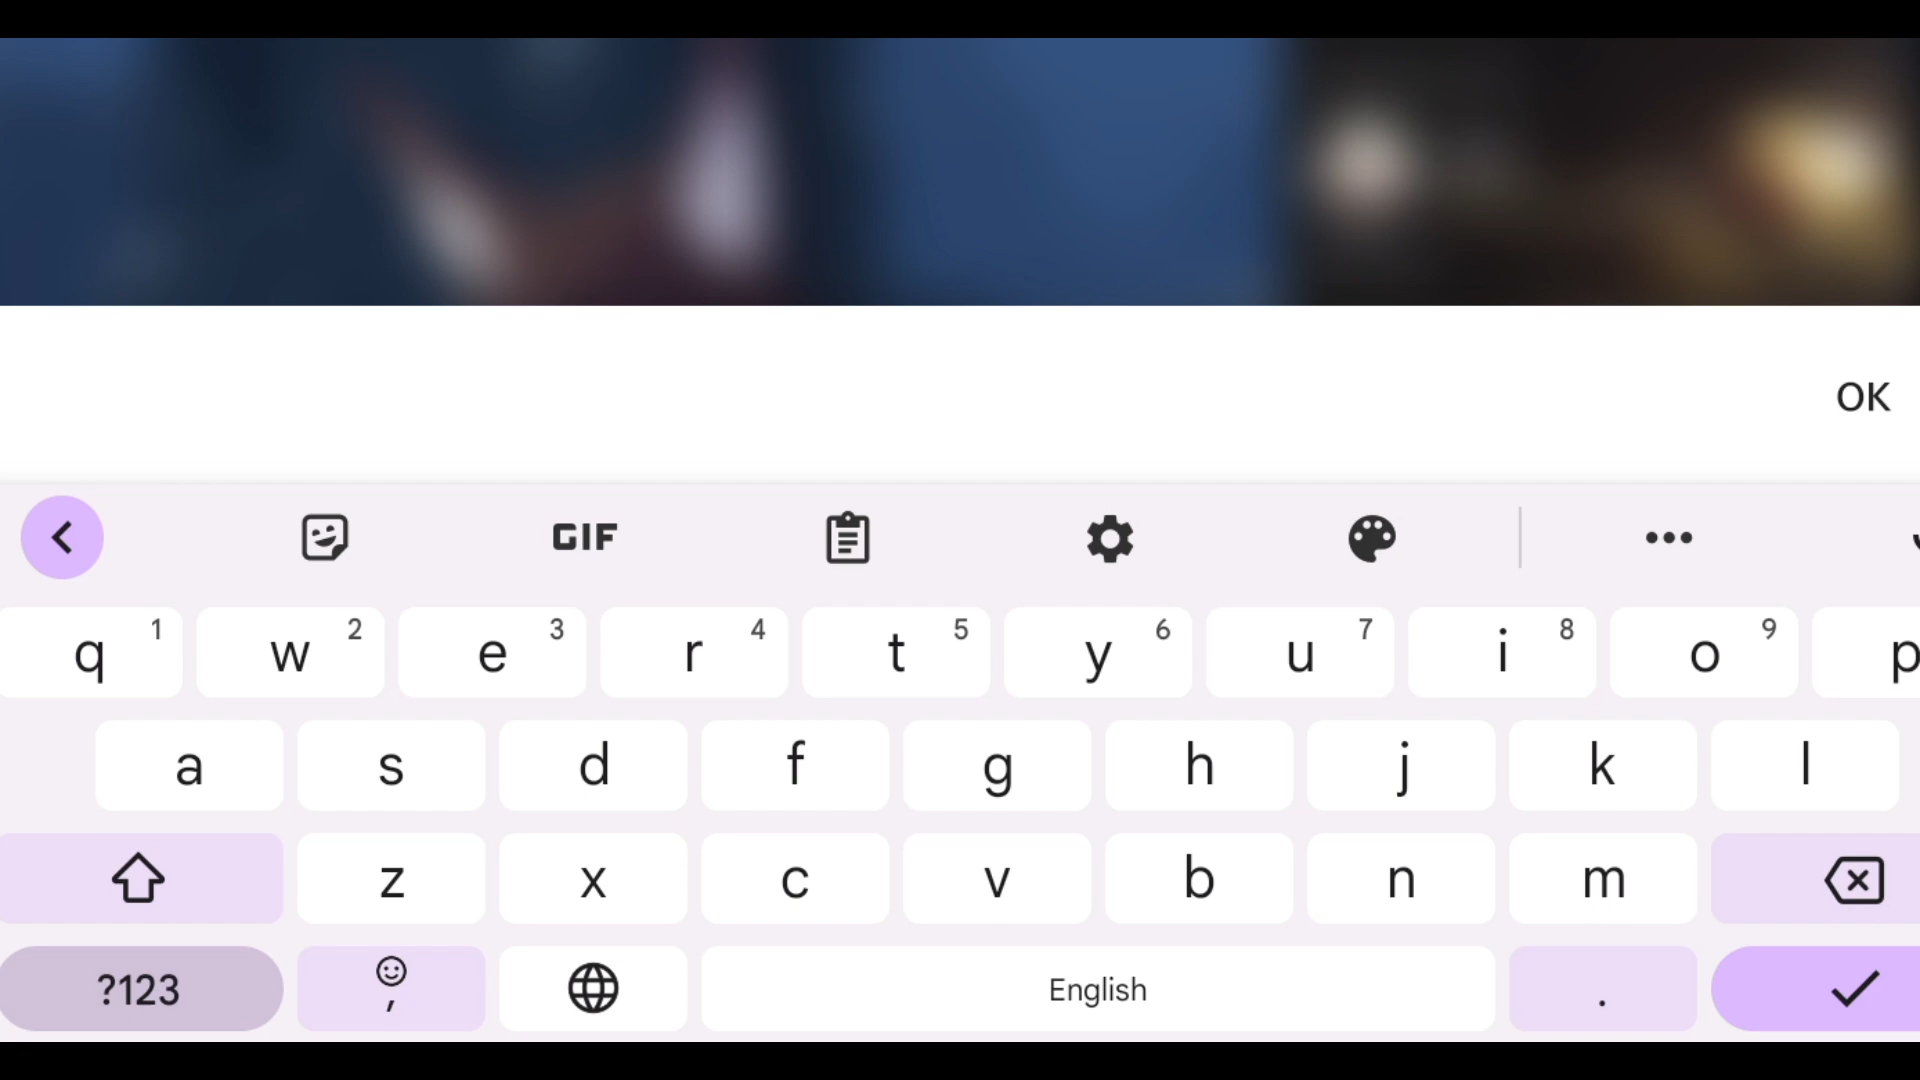 OK
GIF
q 1 w 2 e 3 r 4 t 5 y 6 u 7 i 8 o 9 p
a s d f g h j k l
z x c v b n m
?123 , English .